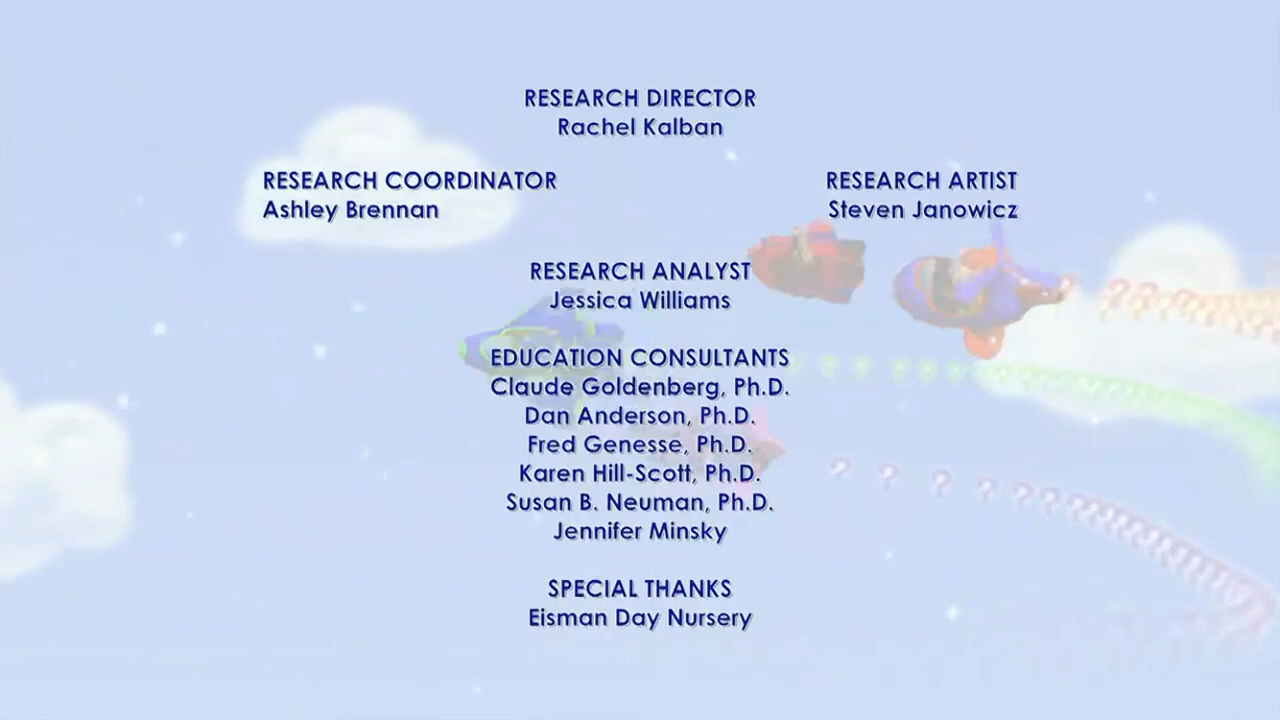 RESEARCH DIRECTOR
Rachel Kalban
RESEARCH COORDINATOR
Ashley Brennan
RESEARCH ARTIST
Steven Janowicz
RESEARCH ANALYST
Jessica Williams
EDUCATION CONSULTANTS
Claude Goldenberg, Ph.D.
Dan Anderson, Ph.D.
Fred Genesse, Ph.D.
Karen Hill-Scott, Ph.D.
Susan B. Neuman, Ph.D.
Jennifer Minsky
SPECIAL THANKS
Eisman Day Nursery